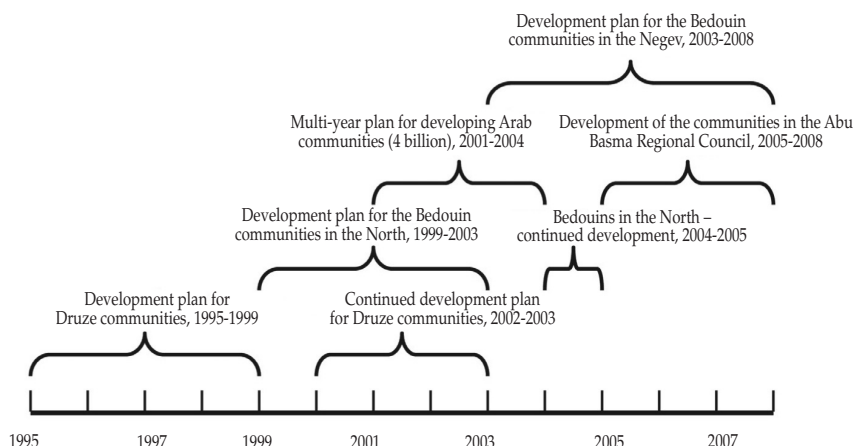 Development plan for the Bedouin
communities in the Negev, 2003-2008
Multi-year plan for developing Arab
communities (4 billion), 2001-2004
Development of the communities in the Abu
Basma Regional Council, 2005-2008
Development plan for the Bedouin
communities in the North, 1999-2003
Bedouins in the North –
continued development, 2004-2005
Development plan for
Druze communities, 1995-1999
Continued development plan
for Druze communities, 2002-2003
1995 1997 1999 2001 2003 2005 2007